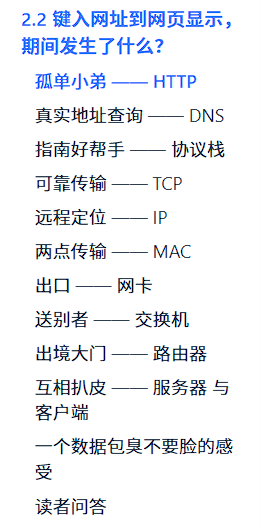 2.2 键入网址到网页显示，
期间发生了什么？
孤单小弟 —— HTTP
真实地址查询 —— DNS
指南好帮手 —— 协议栈
可靠传输 —— TCP
远程定位 —— IP
两点传输 —— MAC
出口 —— 网卡
送别者 —— 交换机
出境大门 —— 路由器
互相扒皮 —— 服务器 与
客户端
一个数据包臭不要脸的感
受
读者问答